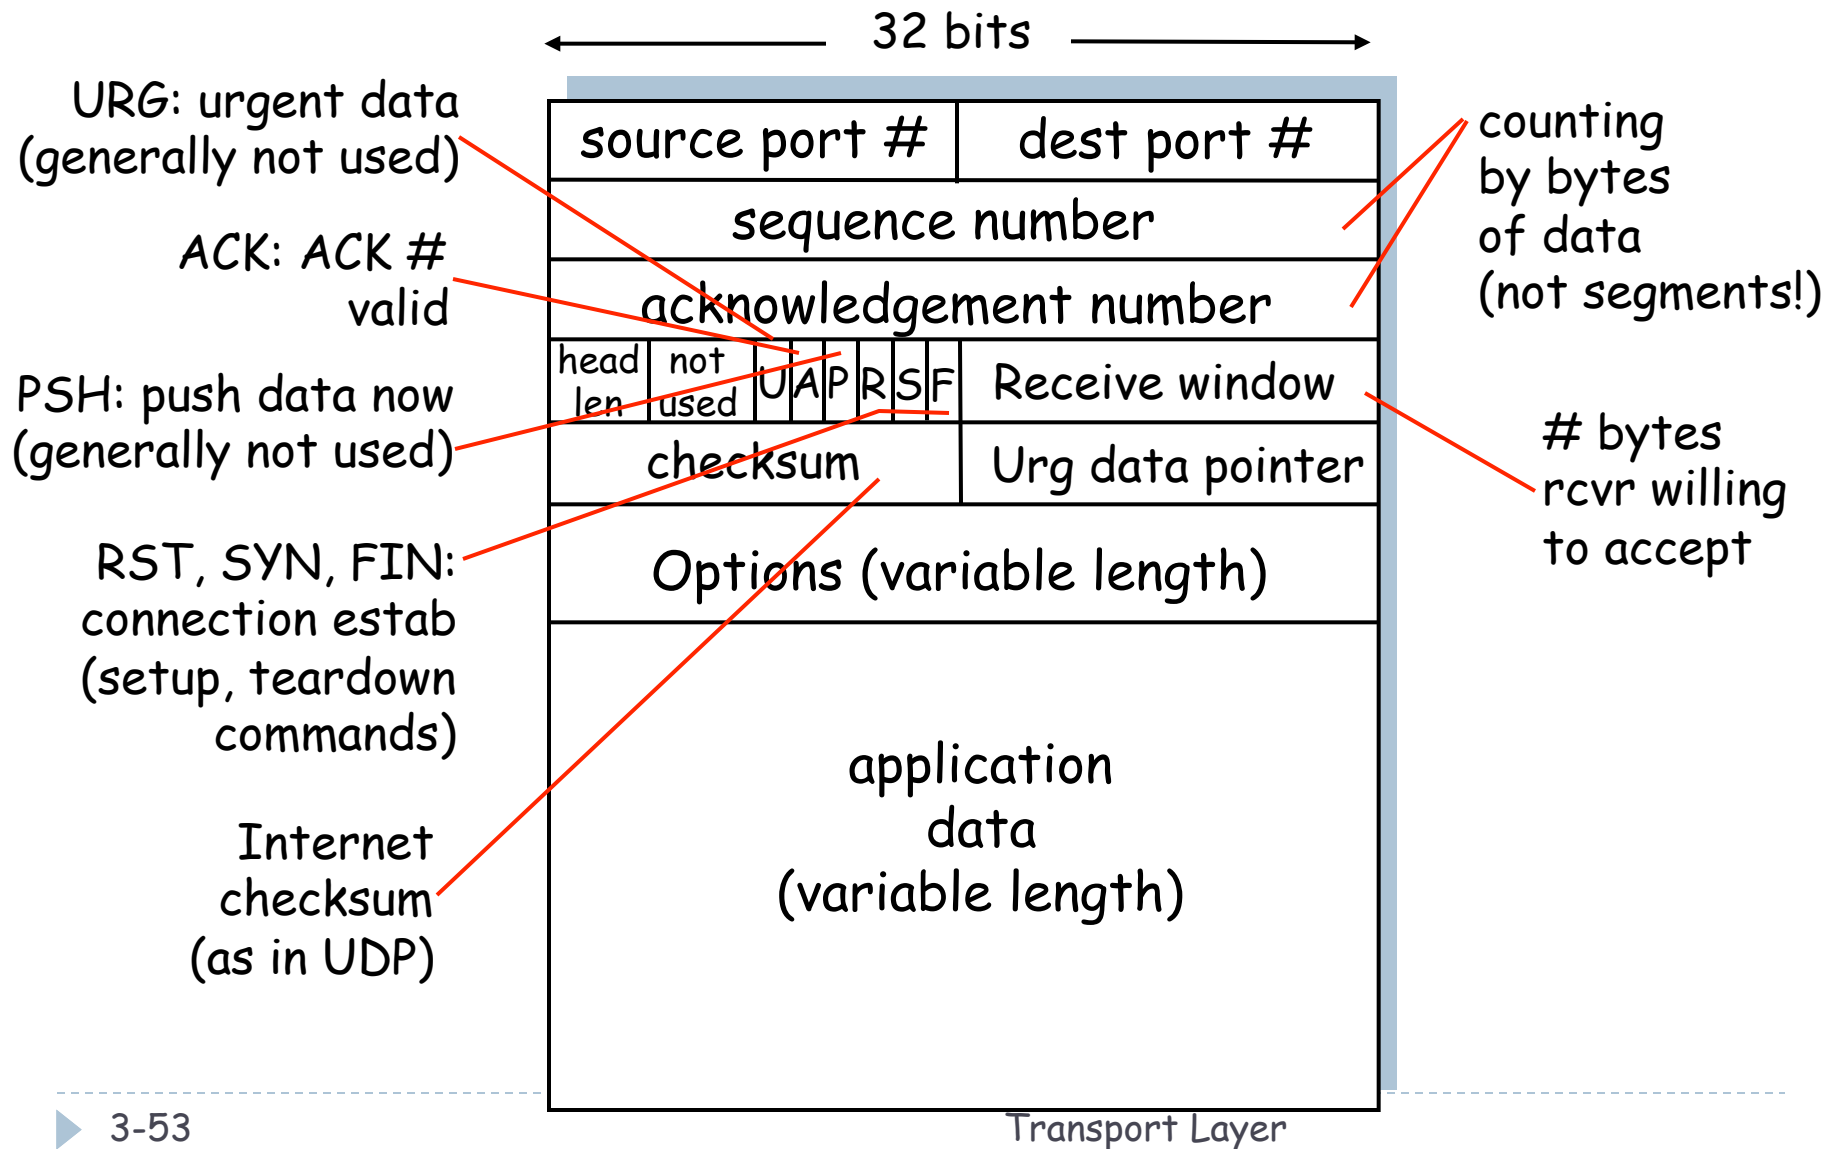 32 bits
URG: urgent data
(generally not used)
ACK: ACK #
valid
PSH: push data now
(generally not used)
RST, SYN, FIN:
connection estab
(setup, teardown
commands)
Internet
checksum
(as in UDP)
source port #
dest port #
sequence number
acknowledgement number
head
len
not
used
U
A
P
R
S
F
Receive window
checksum
Urg data pointer
Options (variable length)
application
data
(variable length)
counting
by bytes
of data
(not segments!)
# bytes
rcvr willing
to accept
3-53
Transport Layer